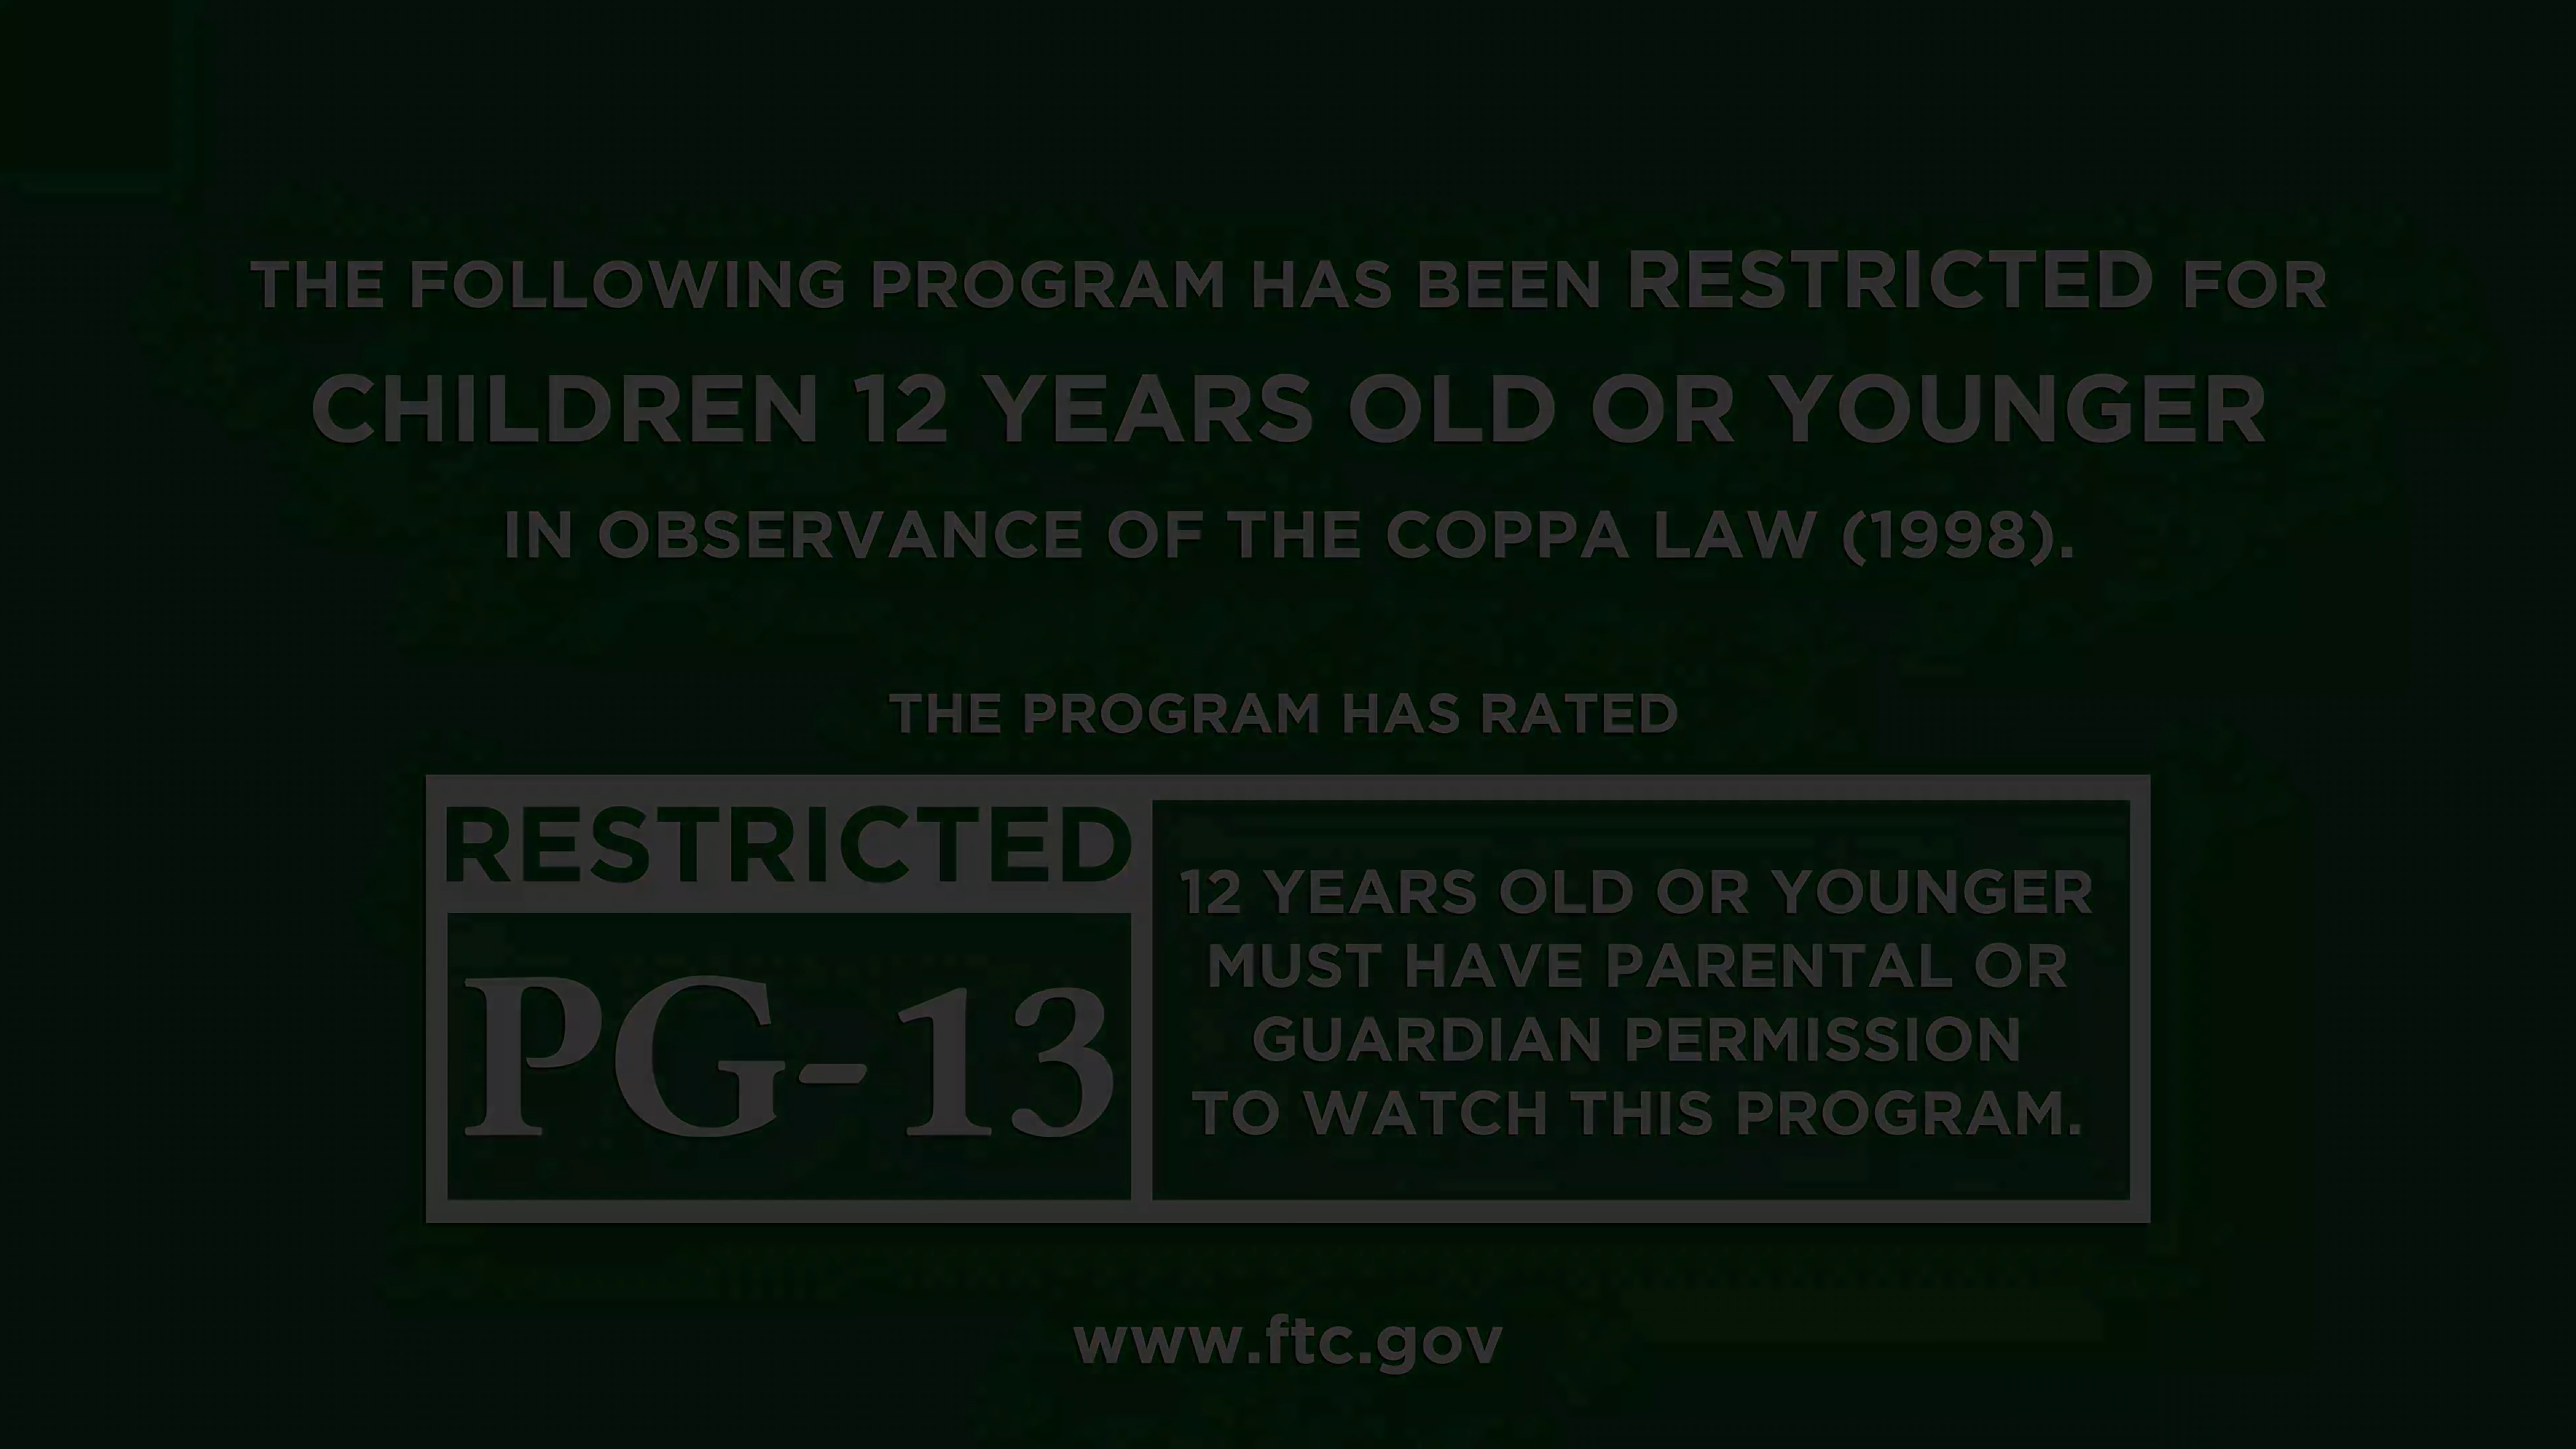 THE FOLLOWING PROGRAM HAS BEEN RESTRICTED FOR
CHILDREN 12 YEARS OLD OR YOUNGER
IN OBSERVANCE OF THE COPPA LAW (1998).
THE PROGRAM HAS RATED
RESTRICTED
PG-13
12 YEARS OLD OR YOUNGER
MUST HAVE PARENTAL OR
GUARDIAN PERMISSION
TO WATCH THIS PROGRAM.
www.ftc.gov